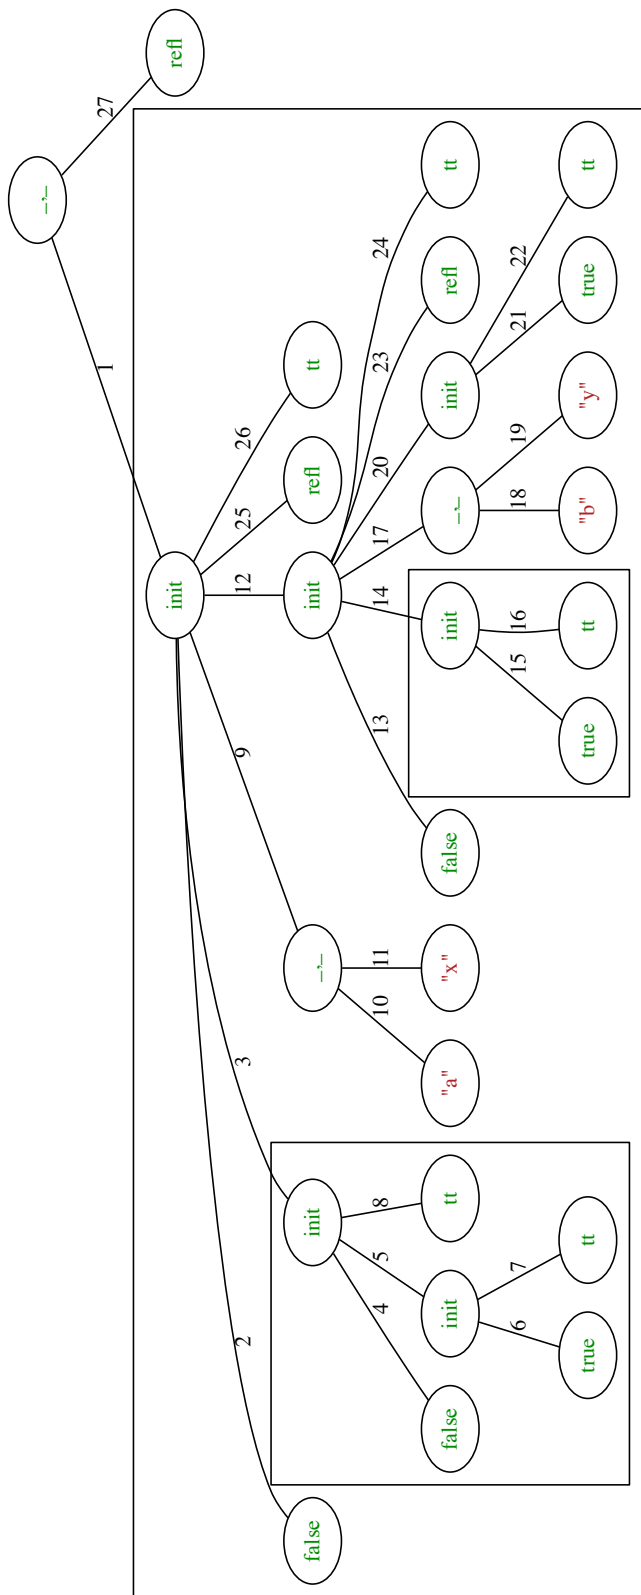 _,_
1 27
init refl
2 3 9 12 25 26
false init _,_ init refl tt
4 5 8 10 11 13 14 17 20 23 24
false init tt "a" "x" false init _,_ init refl tt
6 7 15 16 18 19 21 22
true tt true tt "b" "y" true tt